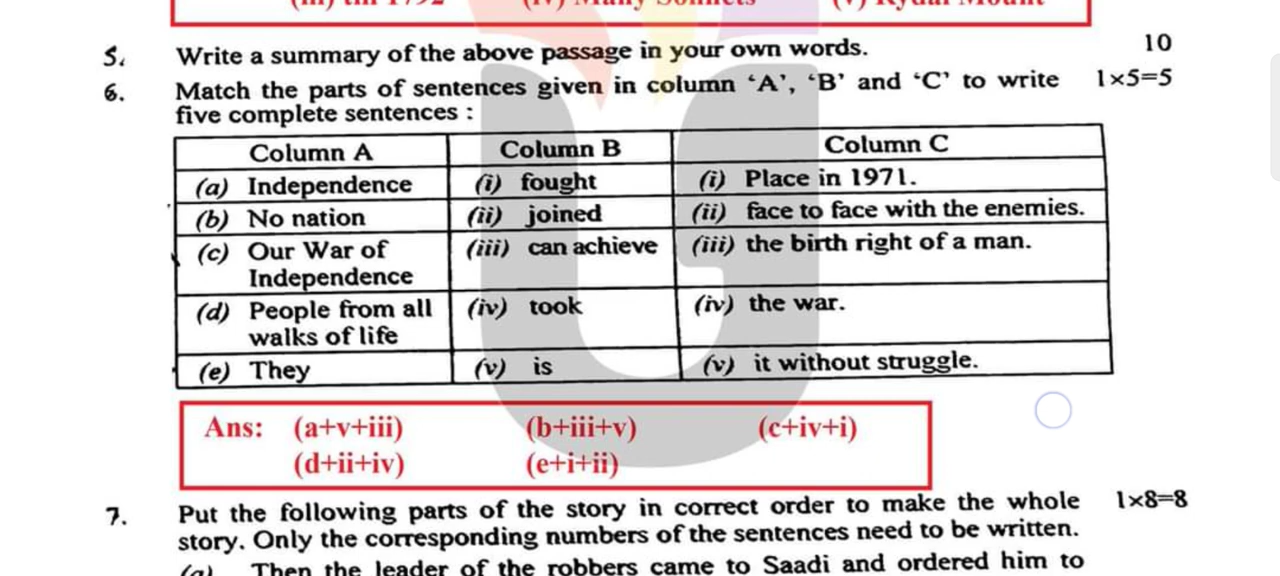 5. Write a summary of the above passage in your own words. 10
6. Match the parts of sentences given in column ‘A’, ‘B’ and ‘C’ to write 1×5=5
five complete sentences :
Column A Column B Column C
(a) Independence (i) fought (i) Place in 1971.
(b) No nation (ii) joined (ii) face to face with the enemies.
(c) Our War of (iii) can achieve (iii) the birth right of a man.
Independence
(d) People from all (iv) took (iv) the war.
walks of life
(e) They (v) is (v) it without struggle.
Ans: (a+v+iii) (b+iii+v) (c+iv+i)
(d+ii+iv) (e+i+ii)
7. Put the following parts of the story in correct order to make the whole 1×8=8
story. Only the corresponding numbers of the sentences need to be written.
(a) Then the leader of the robbers came to Saadi and ordered him to